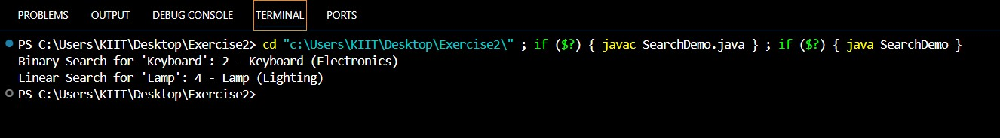 PROBLEMS OUTPUT DEBUG CONSOLE TERMINAL PORTS
PS C:\Users\KIIT\Desktop\Exercise2> cd "c:\Users\KIIT\Desktop\Exercise2\" ; if ($?) { javac SearchDemo.java } ; if ($?) { java SearchDemo }
Binary Search for 'Keyboard': 2 - Keyboard (Electronics)
Linear Search for 'Lamp': 4 - Lamp (Lighting)
PS C:\Users\KIIT\Desktop\Exercise2>